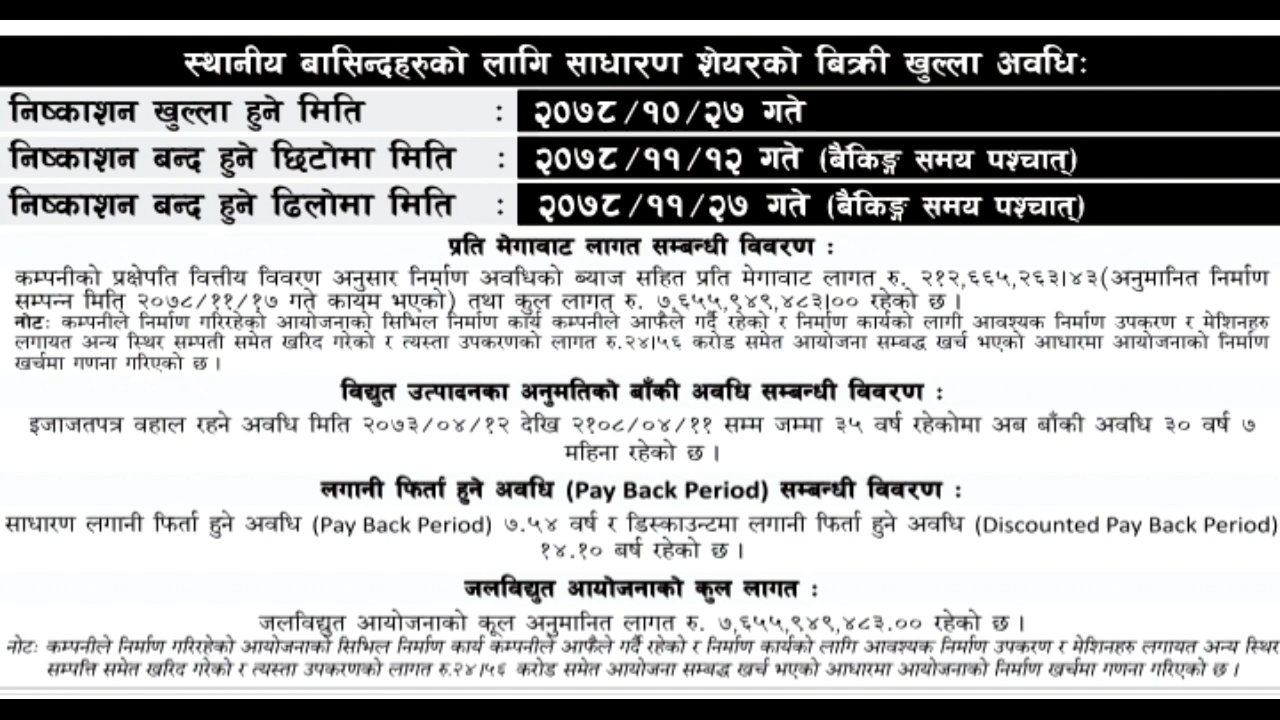 स्थानीय बासिन्दहरुको लागि साधारण शेयरको बिक्री खुल्ला अवधिः
निष्काशन खुल्ला हुने मिति : २०७८/१०/२७ गते
निष्काशन बन्द हुने छिटोमा मिति : २०७८/११/१२ गते (बैंकिङ्ग समय पश्चात्)
निष्काशन बन्द हुने ढिलोमा मिति : २०७८/११/२७ गते (बैंकिङ्ग समय पश्चात्)
प्रति मेगावाट लागत सम्बन्धी विवरण :
कम्पनीको प्रक्षेपति वित्तीय विवरण अनुसार निर्माण अवधिको ब्याज सहित प्रति मेगावाट लागत रु. २१२,६६५,२६३।४३(अनुमानित निर्माण
सम्पन्न मिति २०७८/११/१७ गते कायम भएको) तथा कुल लागत रु. ७,६५५,९४९,४८३।०० रहेको छ।
नोटः कम्पनीले निर्माण गरिरहेको आयोजनाको सिभिल निर्माण कार्य कम्पनीले आफैले गर्दै रहेको र निर्माण कार्यको लागी आवश्यक निर्माण उपकरण र मेशिनहरु
लगायत अन्य स्थिर सम्पती समेत खरिद गरेको र त्यस्ता उपकरणको लागत रु.२४।५६ करोड समेत आयोजना सम्बद्ध खर्च भएको आधारमा आयोजनाको निर्माण
खर्चमा गणना गरिएको छ।
विद्युत उत्पादनका अनुमतिको बाँकी अवधि सम्बन्धी विवरण :
इजाजतपत्र वहाल रहने अवधि मिति २०७३/०४/१२ देखि २१०८/०४/११ सम्म जम्मा ३५ वर्ष रहेकोमा अब बाँकी अवधि ३० वर्ष ७
महिना रहेको छ।
लगानी फिर्ता हुने अवधि (Pay Back Period) सम्बन्धी विवरण :
साधारण लगानी फिर्ता हुने अवधि (Pay Back Period) ७.५४ वर्ष र डिस्काउन्टमा लगानी फिर्ता हुने अवधि (Discounted Pay Back Period)
१४.१० बर्ष रहेको छ।
जलविद्युत आयोजनाको कुल लागत :
जलविद्युत आयोजनाको कूल अनुमानित लागत रु. ७,६५५,९४९,४८३.०० रहेको छ।
नोटः कम्पनीले निर्माण गरिरहेको आयोजनाको सिभिल निर्माण कार्य कम्पनीले आफैले गर्दै रहेको र निर्माण कार्यको लागि आवश्यक निर्माण उपकरण र मेशिनहरु लगायत अन्य स्थिर
सम्पत्ति समेत खरिद गरेको र त्यस्ता उपकरणको लागत रु.२४।५६ करोड समेत आयोजना सम्बद्ध खर्च भएको आधारमा आयोजनाको निर्माण खर्चमा गणना गरिएको छ।